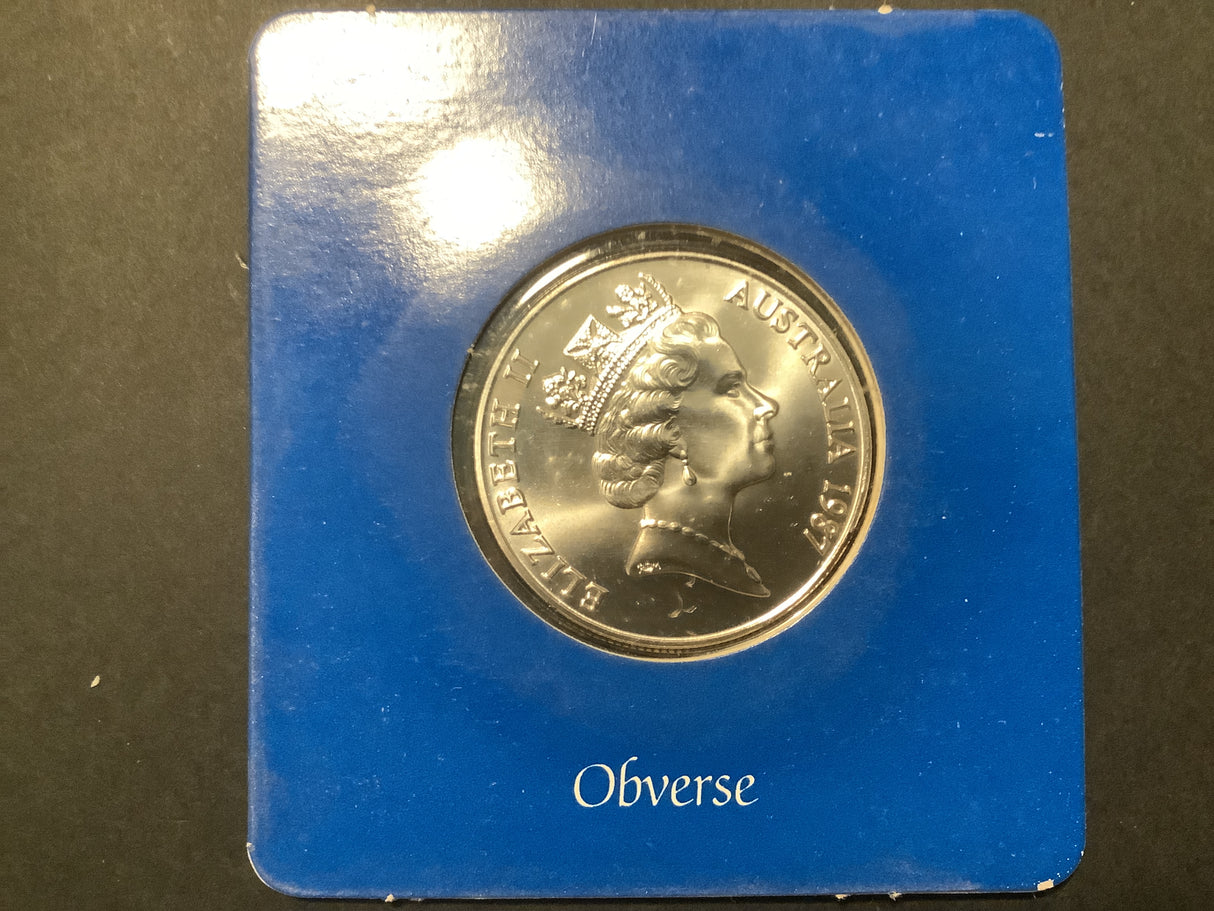 ELIZABETH II
AUSTRALIA 1987
Obverse